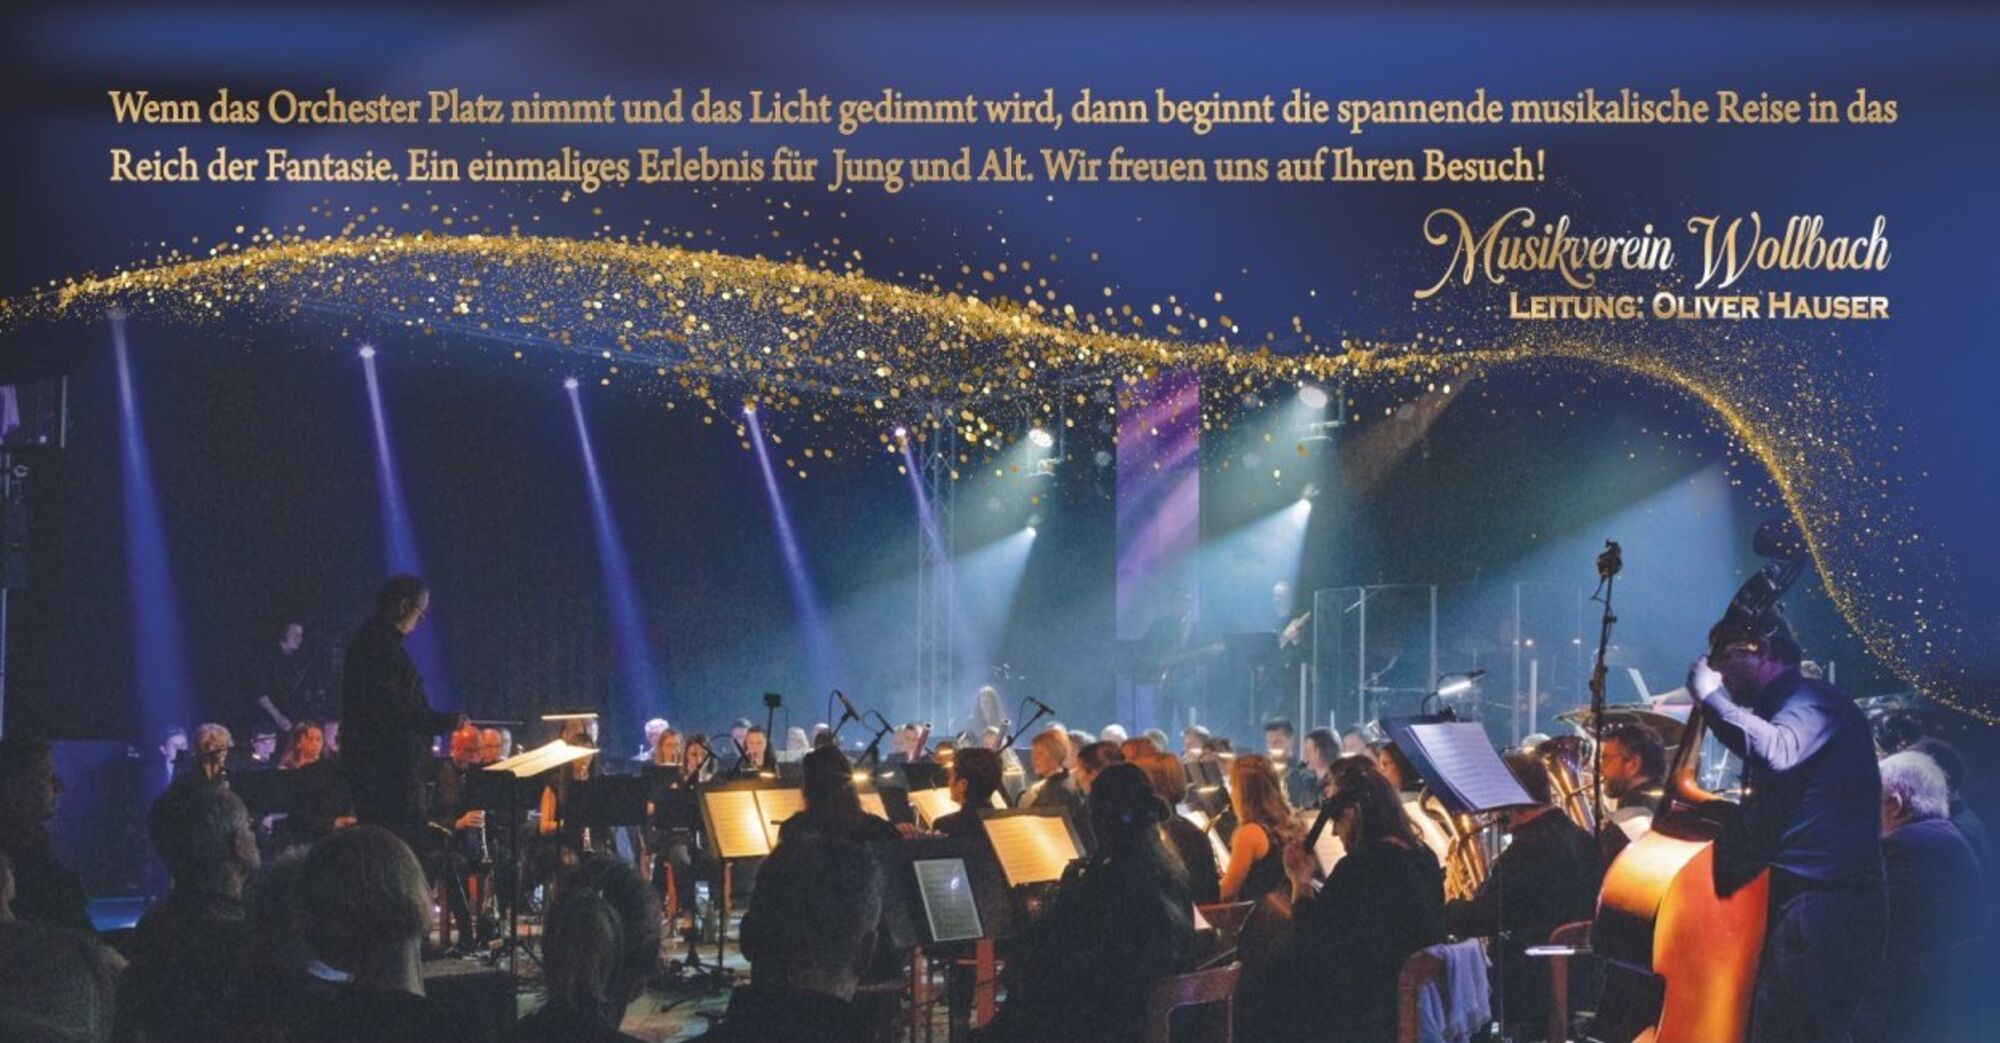 Wenn das Orchester Platz nimmt und das Licht gedimmt wird, dann beginnt die spannende musikalische Reise in das
Reich der Fantasie. Ein einmaliges Erlebnis für Jung und Alt. Wir freuen uns auf Ihren Besuch!
Musikverein Wollbach
LEITUNG: OLIVER HAUSER